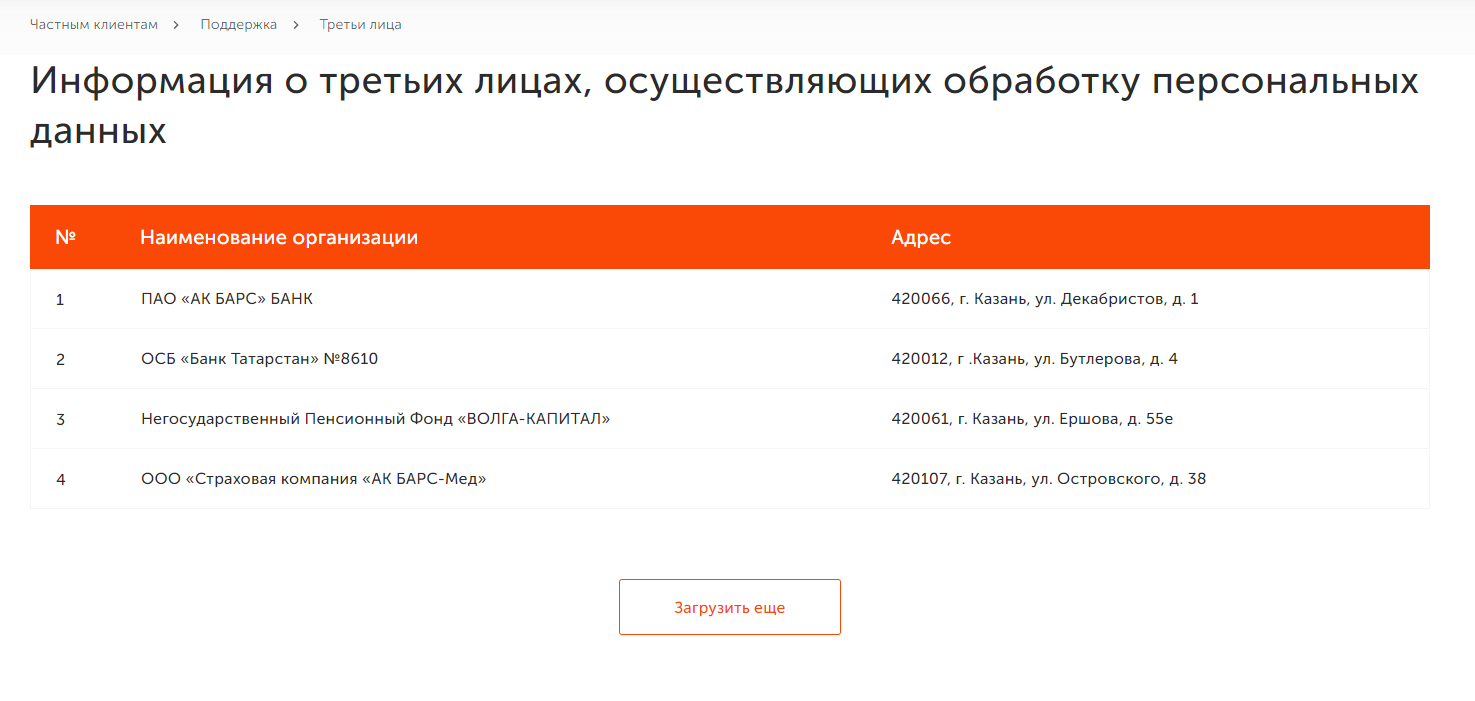 Частным клиентам > Поддержка > Третьи лица
Информация о третьих лицах, осуществляющих обработку персональных
данных
№ Наименование организации Адрес
1 ПАО «АК БАРС» БАНК 420066, г. Казань, ул. Декабристов, д. 1
2 ОСБ «Банк Татарстан» №8610 420012, г .Казань, ул. Бутлерова, д. 4
3 Негосударственный Пенсионный Фонд «ВОЛГА-КАПИТАЛ» 420061, г. Казань, ул. Ершова, д. 55е
4 ООО «Страховая компания «АК БАРС-Мед» 420107, г. Казань, ул. Островского, д. 38
Загрузить еще